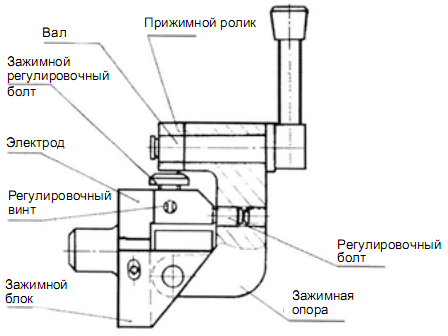 Вал
Прижимной ролик
Зажимной
регулировочный
болт
Электрод
Регулировочный
винт
Зажимной
блок
Регулировочный
болт
Зажимная
опора